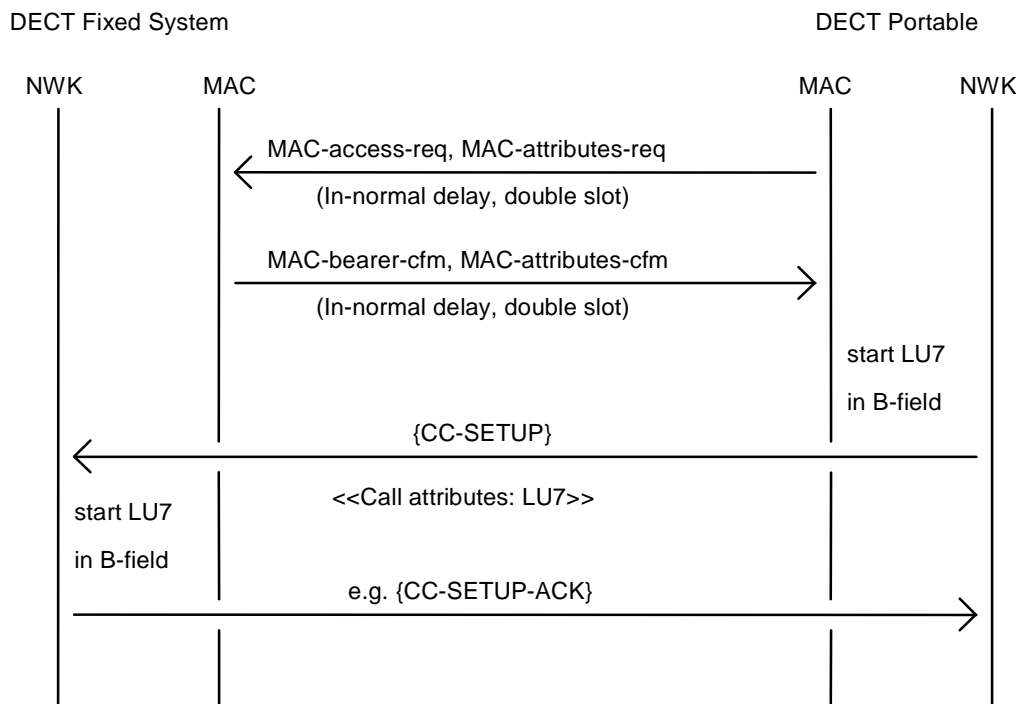 DECT Fixed System
DECT Portable
NWK
MAC
MAC
NWK
MAC-access-req, MAC-attributes-req
(In-normal delay, double slot)
MAC-bearer-cfm, MAC-attributes-cfm
(In-normal delay, double slot)
start LU7
in B-field
{CC-SETUP}
<<Call attributes: LU7>>
start LU7
in B-field
e.g. {CC-SETUP-ACK}